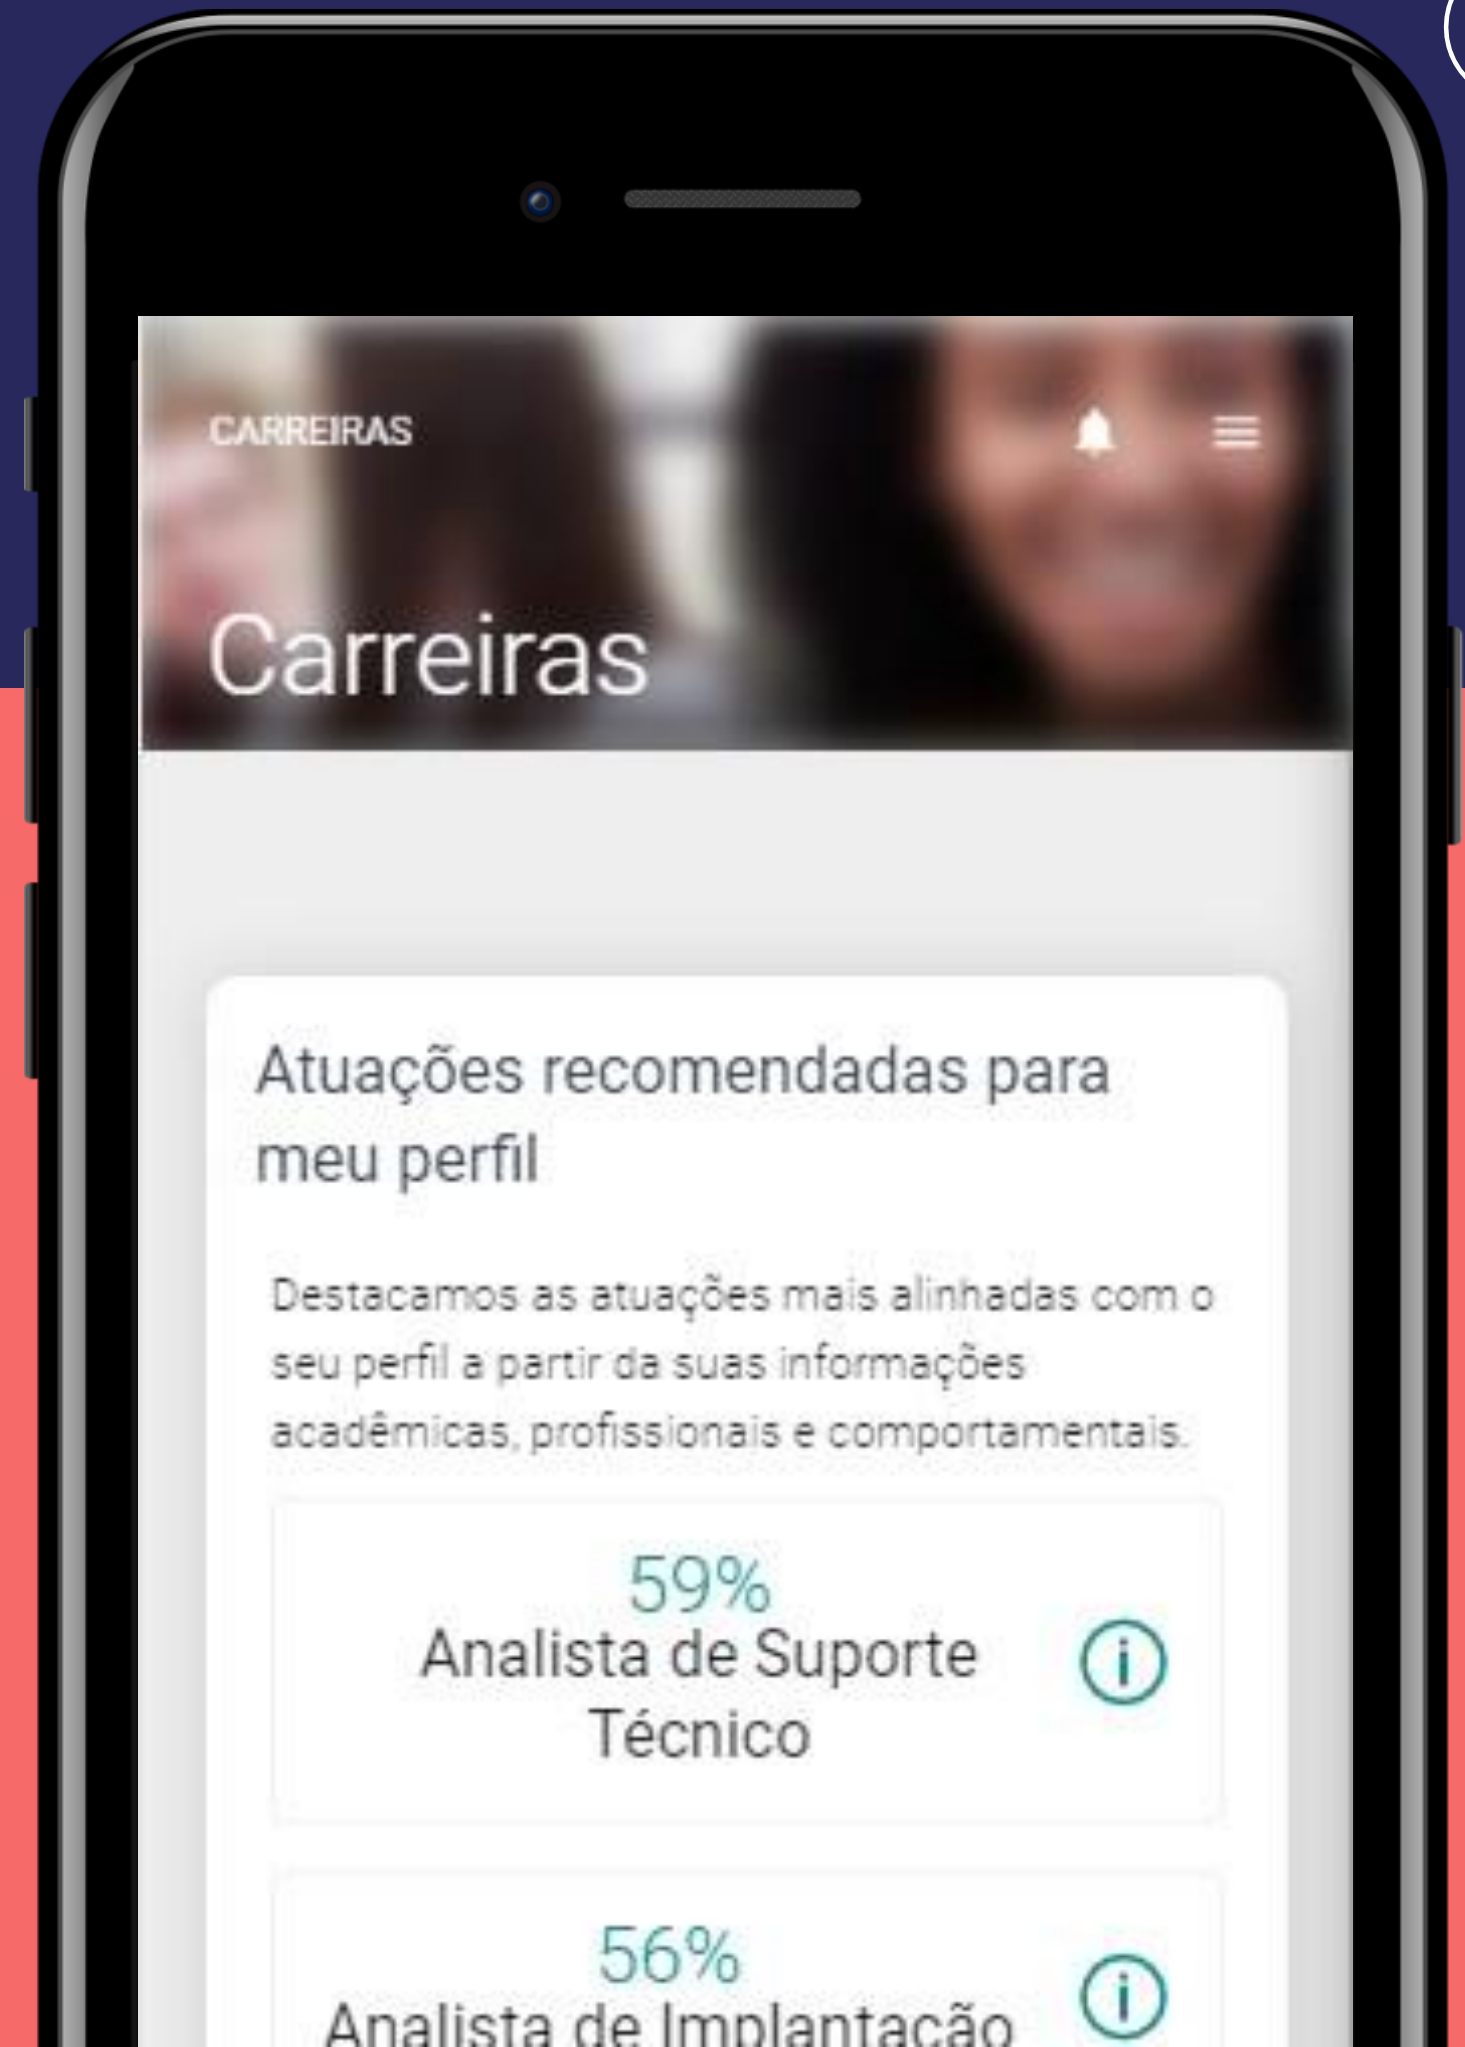 CARREIRAS
Carreiras
Atuações recomendadas para
meu perfil
Destacamos as atuações mais alinhadas com o
seu perfil a partir da suas informações
acadêmicas, profissionais e comportamentais.
59%
Analista de Suporte
Técnico
56%
Analista de Implantação